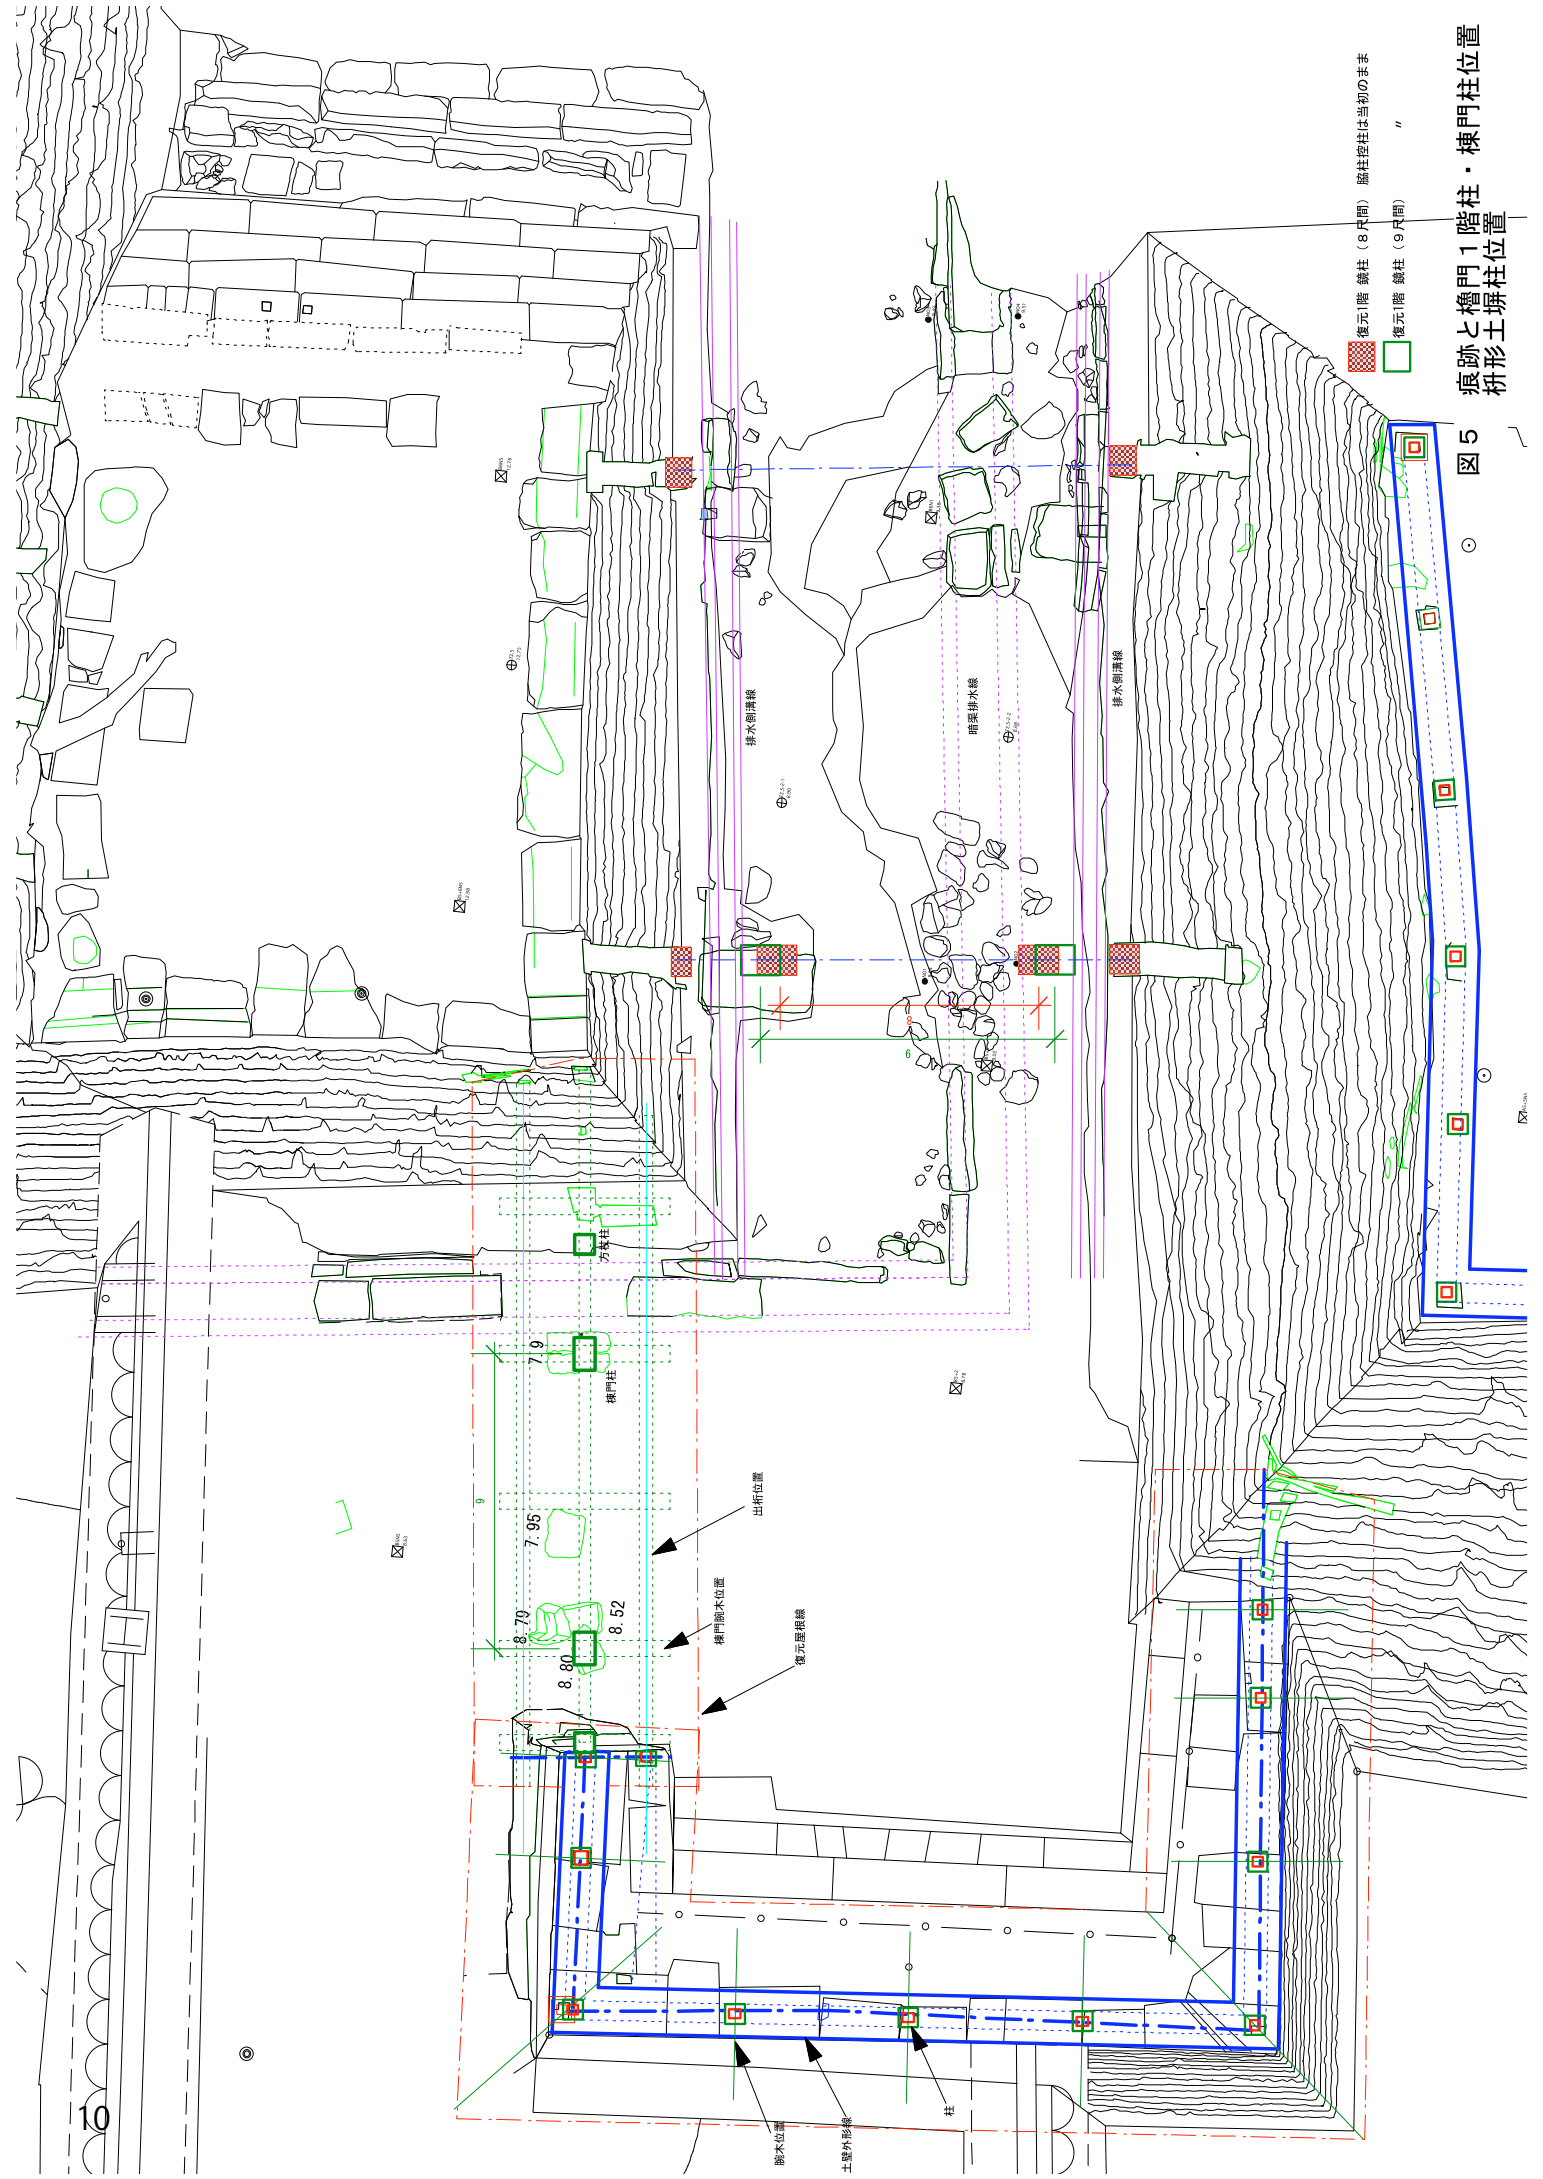 図５　痕跡と櫓門１階柱・棟門柱位置
枡形土塀柱位置
復元1階 鏡柱（８尺間）　脇柱控柱は当初のまま
復元1階 鏡柱（９尺間）　〃
排水側溝線
暗渠排水線
排水側溝線
8
9
方杖柱
棟門柱
7.9
9
7.95
8.79
8.52
8.80
出桁位置
棟門腕木位置
復元屋根線
腕木位置
土壁外形線
柱
10